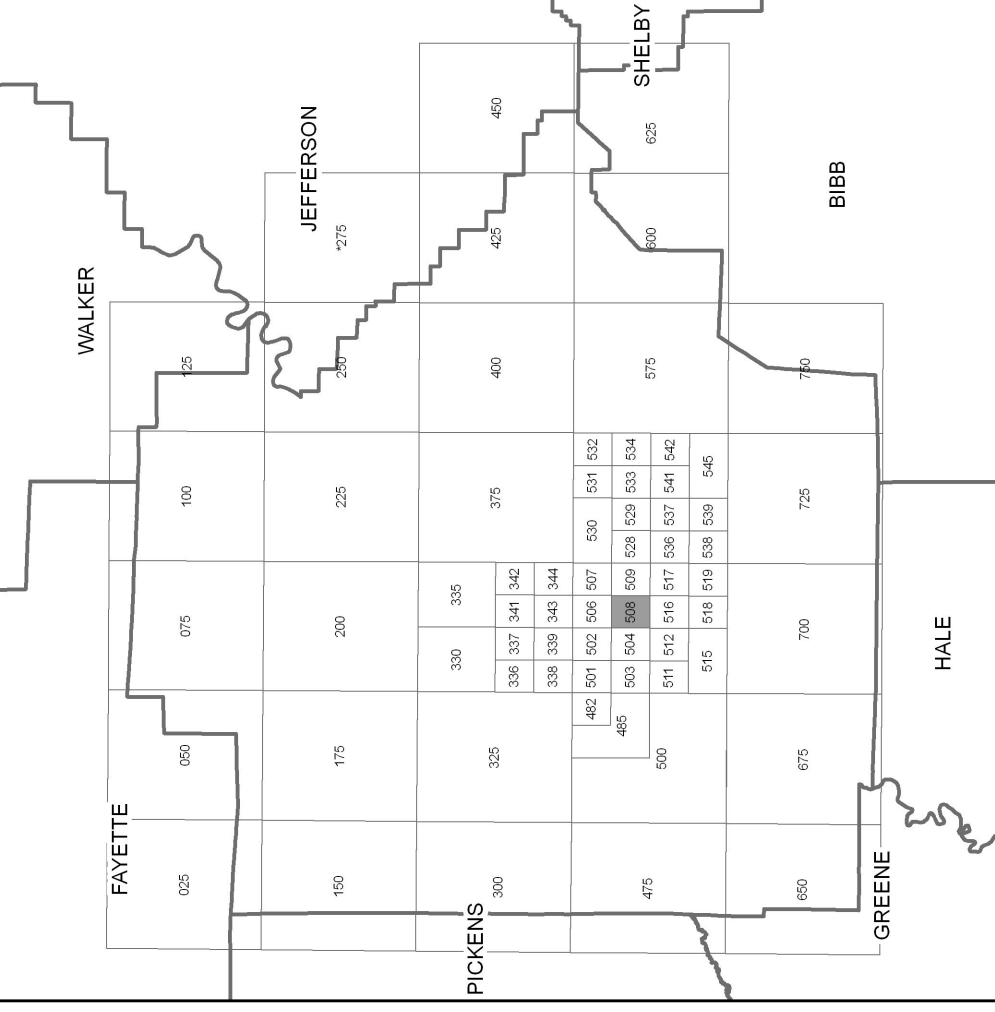 WALKER
FAYETTE
025 050 075 100 125
JEFFERSON
150 175 200 225 250 *275
330 335
PICKENS
300 325 375 400 425 450
336 337 341 342
338 339 343 344
482 501 502 506 507 530 531 532
485 503 504 508 509 528 529 533 534
SHELBY
475 500 575 600 625
511 512 516 517 536 537 541 542
515 518 519 538 539 545
650 675 700 725 750
BIBB
GREENE
HALE